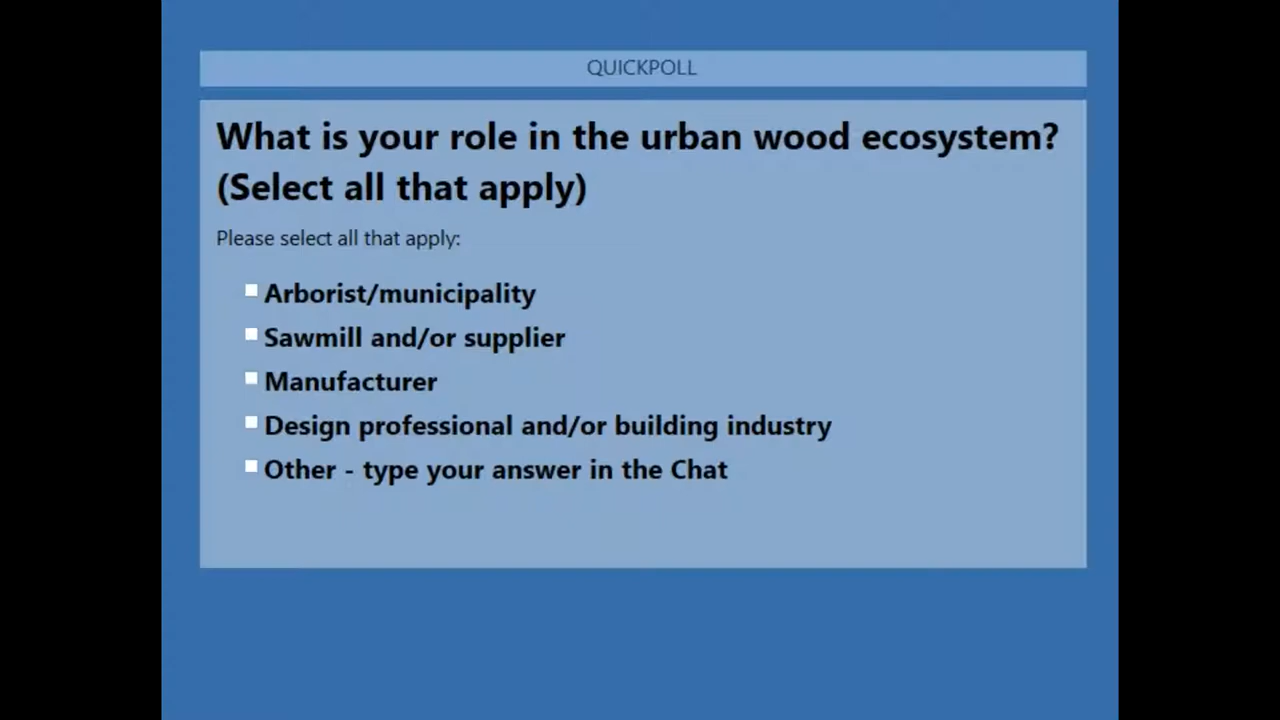 QUICKPOLL
What is your role in the urban wood ecosystem?
(Select all that apply)
Please select all that apply:
Arborist/municipality
Sawmill and/or supplier
Manufacturer
Design professional and/or building industry
Other - type your answer in the Chat